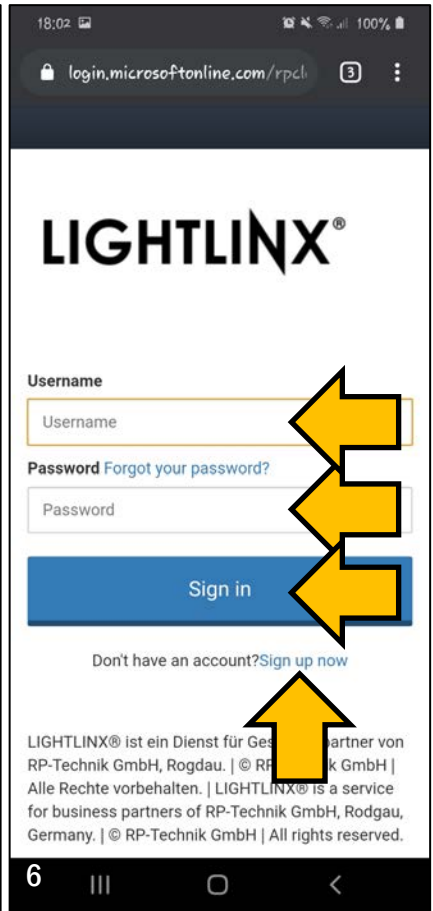 18:02 100%
login.microsoftonline.com/rpcl 3
LIGHTLINX®
Username
Username
Password Forgot your password?
Password
Sign in
Don't have an account?Sign up now
LIGHTLINX® ist ein Dienst für partner von
RP-Technik GmbH, Rogdau. | © k GmbH |
Alle Rechte vorbehalten. | LIGHTLINX® is a service
for business partners of RP-Technik GmbH, Rodgau,
Germany. | © RP-Technik GmbH | All rights reserved.
6